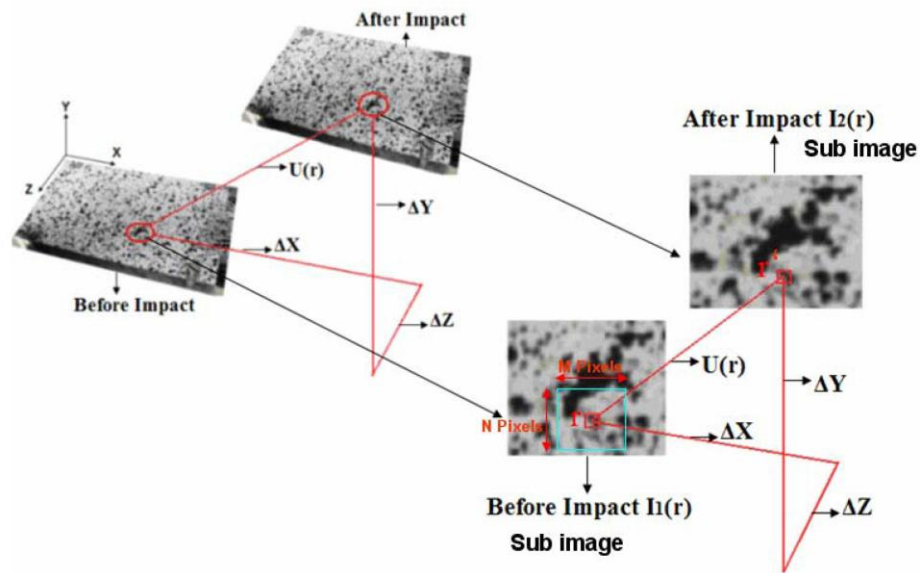 After Impact
Y
X
Z
U(r)
ΔY
ΔX
Before Impact
ΔZ
After Impact I2(r)
Sub image
r'
M Pixels
U(r)
ΔY
N Pixels
r
ΔX
Before Impact I1(r)
ΔZ
Sub image